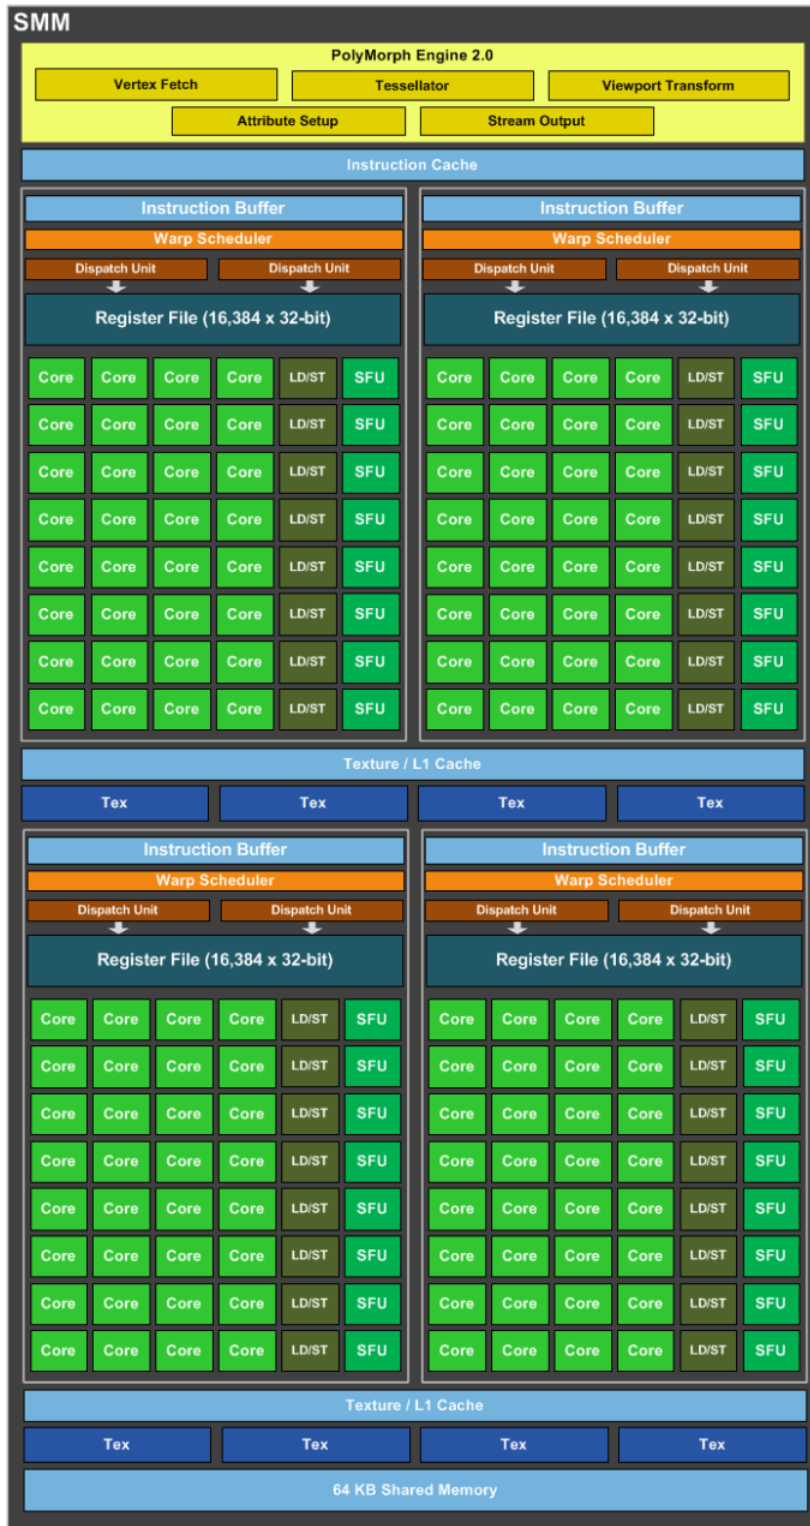 SMM
PolyMorph Engine 2.0
Vertex Fetch Tessellator Viewport Transform
Attribute Setup Stream Output
Instruction Cache
Instruction Buffer Instruction Buffer
Warp Scheduler Warp Scheduler
Dispatch Unit Dispatch Unit Dispatch Unit Dispatch Unit
Register File (16,384 x 32-bit) Register File (16,384 x 32-bit)
Core Core Core Core LD/ST SFU Core Core Core Core LD/ST SFU
Core Core Core Core LD/ST SFU Core Core Core Core LD/ST SFU
Core Core Core Core LD/ST SFU Core Core Core Core LD/ST SFU
Core Core Core Core LD/ST SFU Core Core Core Core LD/ST SFU
Core Core Core Core LD/ST SFU Core Core Core Core LD/ST SFU
Core Core Core Core LD/ST SFU Core Core Core Core LD/ST SFU
Core Core Core Core LD/ST SFU Core Core Core Core LD/ST SFU
Core Core Core Core LD/ST SFU Core Core Core Core LD/ST SFU
Texture / L1 Cache
Tex Tex Tex Tex
Instruction Buffer Instruction Buffer
Warp Scheduler Warp Scheduler
Dispatch Unit Dispatch Unit Dispatch Unit Dispatch Unit
Register File (16,384 x 32-bit) Register File (16,384 x 32-bit)
Core Core Core Core LD/ST SFU Core Core Core Core LD/ST SFU
Core Core Core Core LD/ST SFU Core Core Core Core LD/ST SFU
Core Core Core Core LD/ST SFU Core Core Core Core LD/ST SFU
Core Core Core Core LD/ST SFU Core Core Core Core LD/ST SFU
Core Core Core Core LD/ST SFU Core Core Core Core LD/ST SFU
Core Core Core Core LD/ST SFU Core Core Core Core LD/ST SFU
Core Core Core Core LD/ST SFU Core Core Core Core LD/ST SFU
Core Core Core Core LD/ST SFU Core Core Core Core LD/ST SFU
Texture / L1 Cache
Tex Tex Tex Tex
64 KB Shared Memory